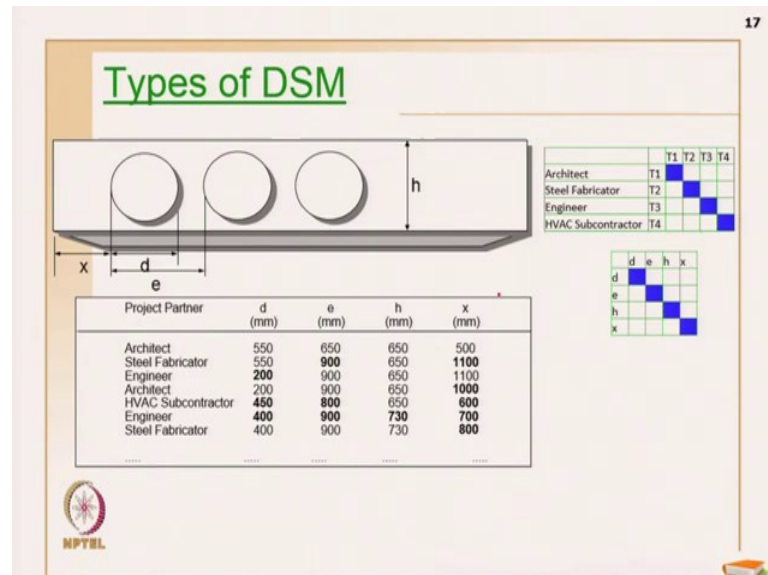 17
Types of DSM
h
x d
e
T1 T2 T3 T4
Architect T1
Steel Fabricator T2
Engineer T3
HVAC Subcontractor T4
d e h x
d
e
h
x
Project Partner d e h x
(mm) (mm) (mm) (mm)
Architect 550 650 650 500
Steel Fabricator 550 900 650 1100
Engineer 200 900 650 1100
Architect 200 900 650 1000
HVAC Subcontractor 450 800 650 600
Engineer 400 900 730 700
Steel Fabricator 400 900 730 800
..... ..... ..... ..... .....
NPTEL